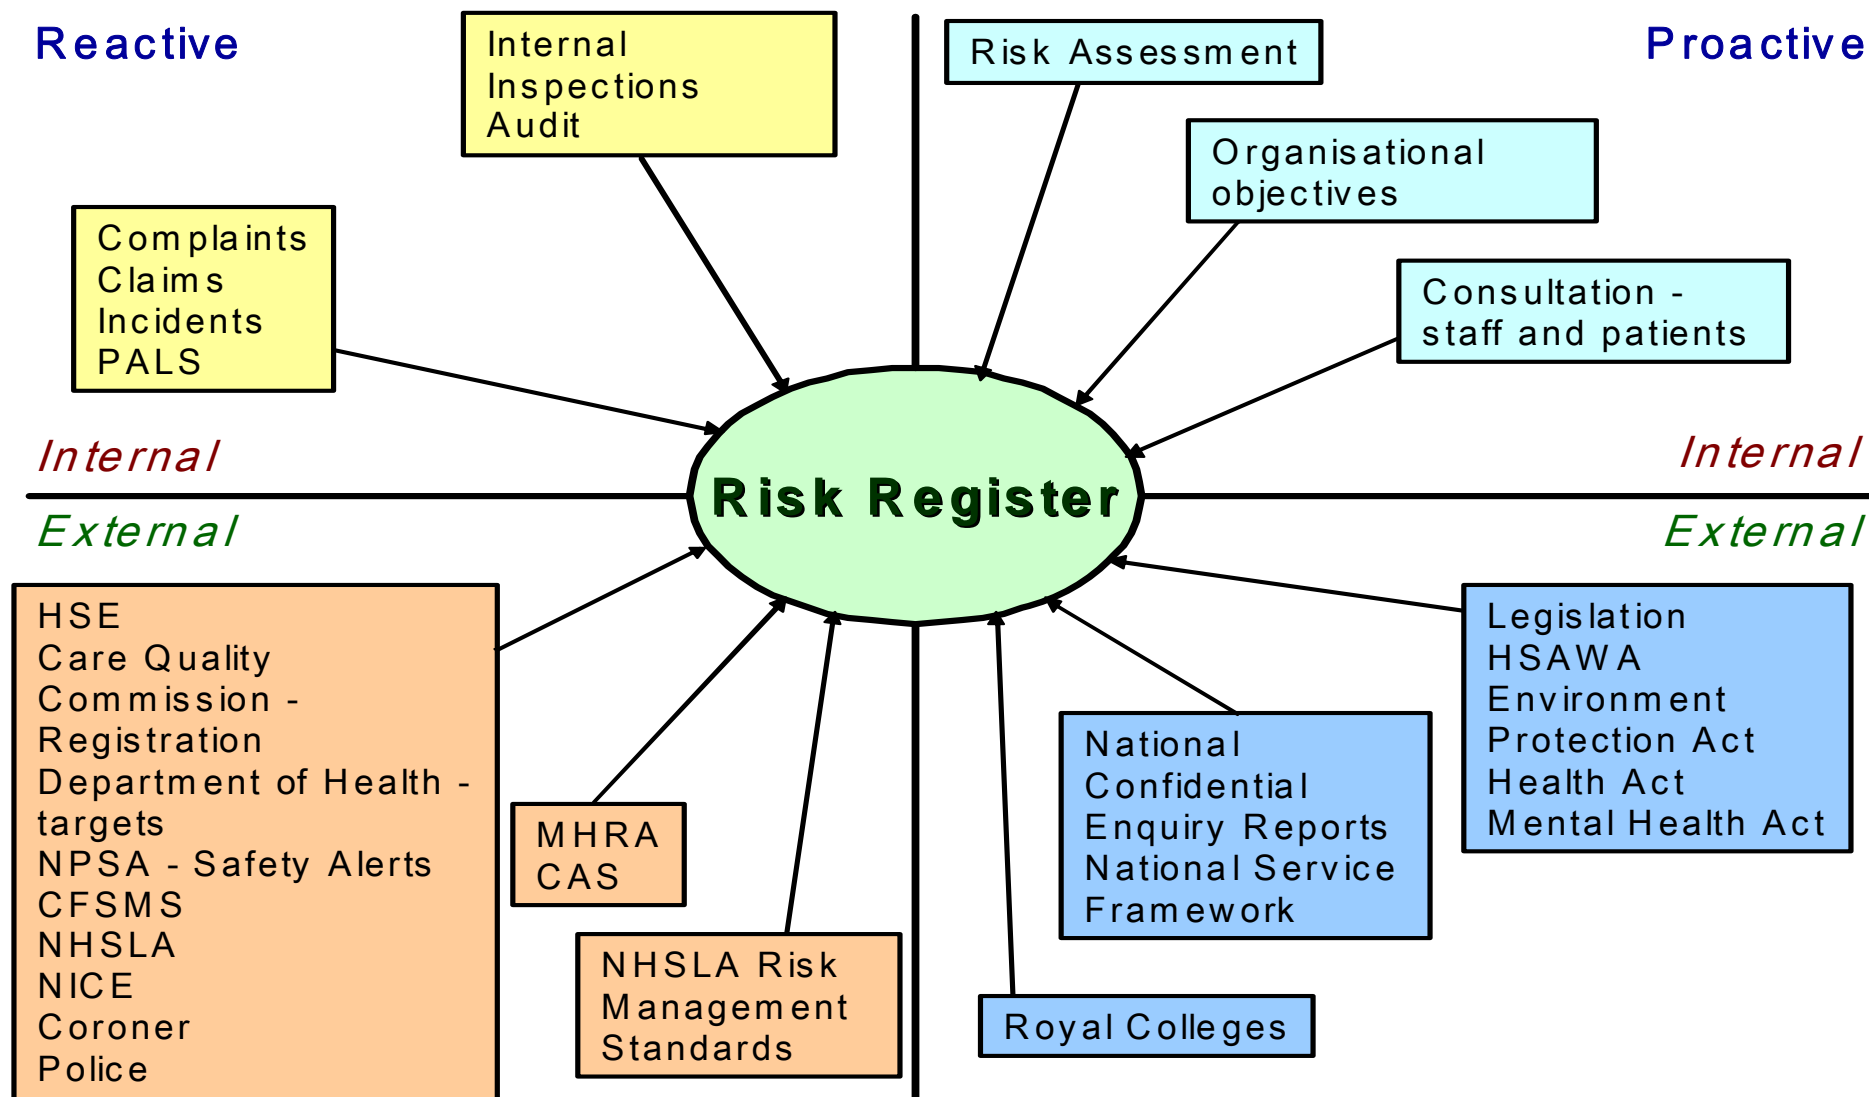 Reactive
Proactive
Internal
Inspections
Audit
Risk Assessment
Organisational
objectives
Complaints
Claims
Incidents
PALS
Consultation -
staff and patients
Internal
Internal
Risk Register
External
External
HSE
Care Quality
Commission -
Registration
Department of Health -
targets
NPSA - Safety Alerts
CFSMS
NHSLA
NICE
Coroner
Police
MHRA
CAS
NHSLA Risk
Management
Standards
National
Confidential
Enquiry Reports
National Service
Framework
Royal Colleges
Legislation
HSAWA
Environment
Protection Act
Health Act
Mental Health Act